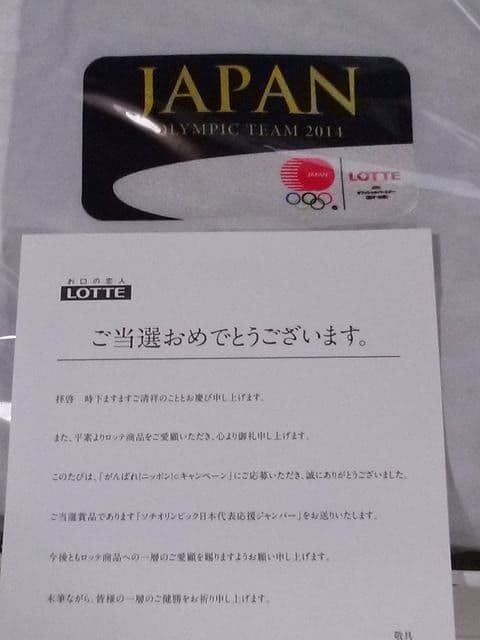 JAPAN
OLYMPIC TEAM 2014
JAPAN
LOTTE
お口の恋人
LOTTE
ご当選おめでとうございます。
拝啓 時下ますますご清祥のこととお慶び申し上げます。
また、平素よりロッテ商品をご愛顧いただき、心より御礼申し上げます。
このたびは、「がんばれ!ニッポン!®キャンペーン」にご応募いただき、誠にありがとうございました。
ご当選賞品であります「ソチオリンピック日本代表応援ジャンパー」をお送りいたします。
今後ともロッテ商品への一層のご愛顧を賜りますようお願い申し上げます。
末筆ながら、皆様の一層のご健勝をお祈り申し上げます。
敬具